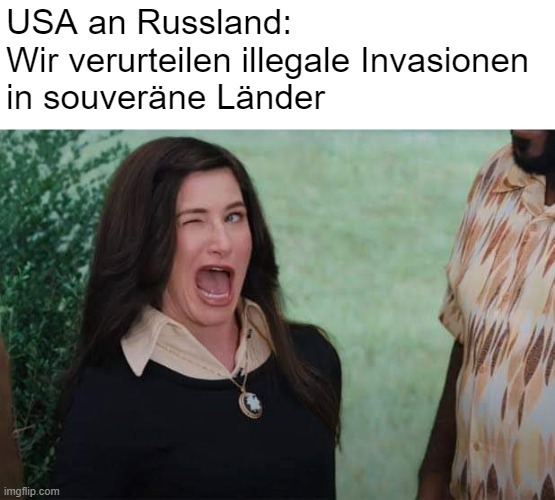 USA an Russland:
Wir verurteilen illegale Invasionen
in souveräne Länder
imgflip.com